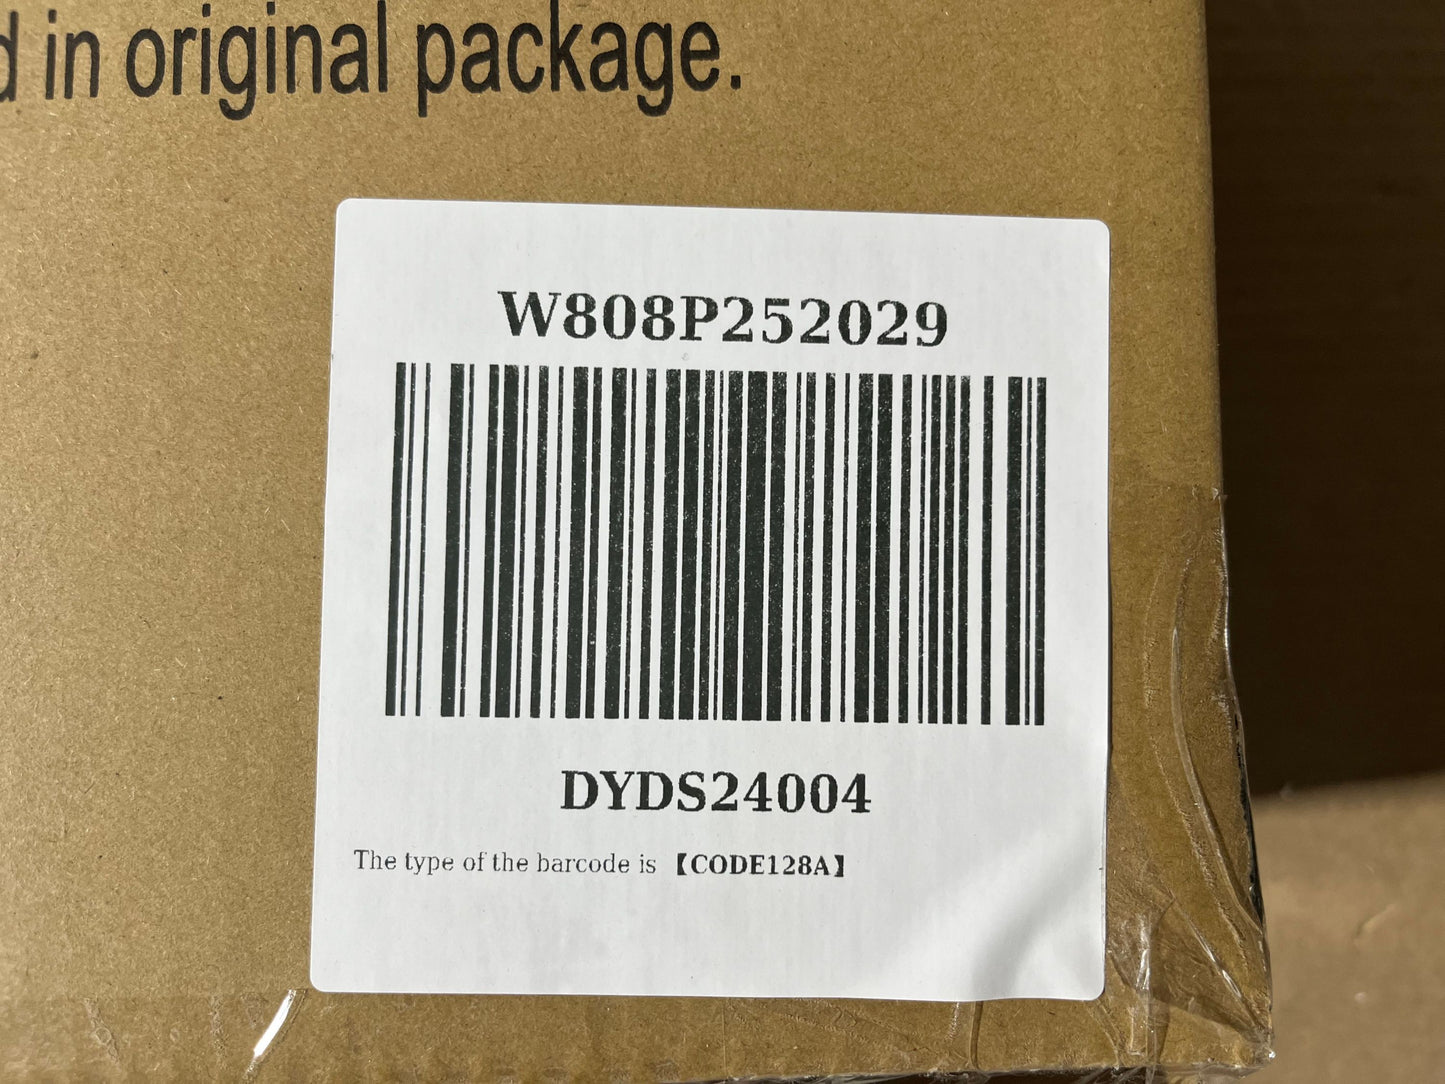 d in original package.
W808P252029
DYDS24004
The type of the barcode is 【CODE128A】